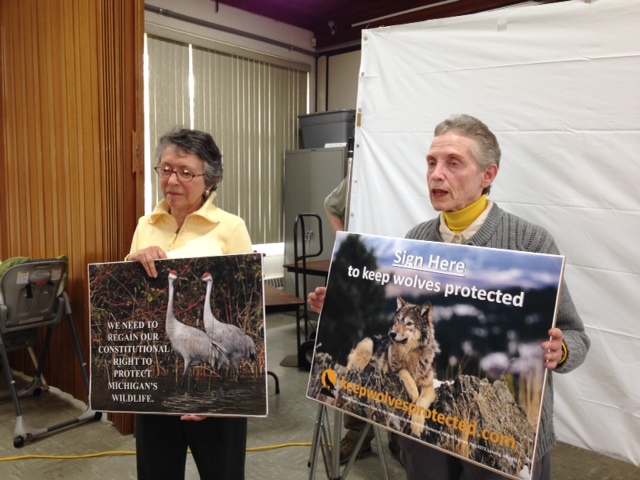 WE NEED TO
REGAIN OUR
CONSTITUTIONAL
RIGHT TO
PROTECT
MICHIGAN'S
WILDLIFE.
Sign Here
to keep wolves protected
keepwolvesprotected.com